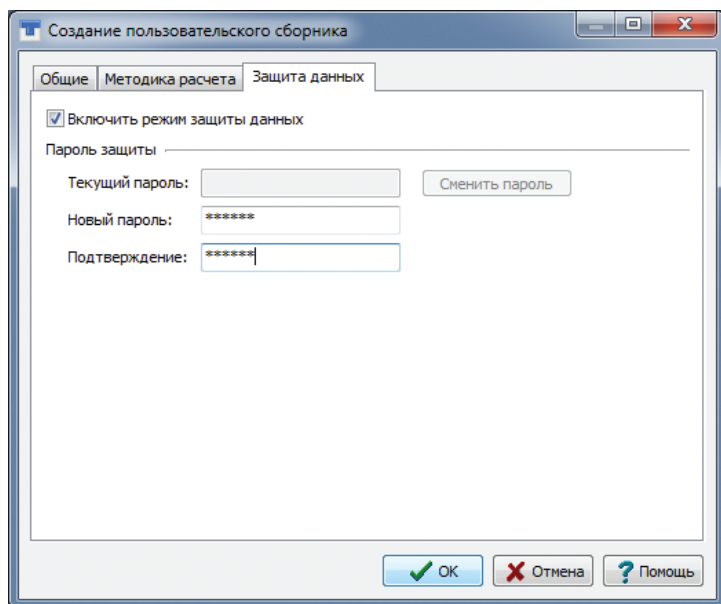 Создание пользовательского сборника
Общие Методика расчета Защита данных
Включить режим защиты данных
Пароль защиты
Текущий пароль: Сменить пароль
Новый пароль: ******
Подтверждение: ******
ОК Отмена Помощь